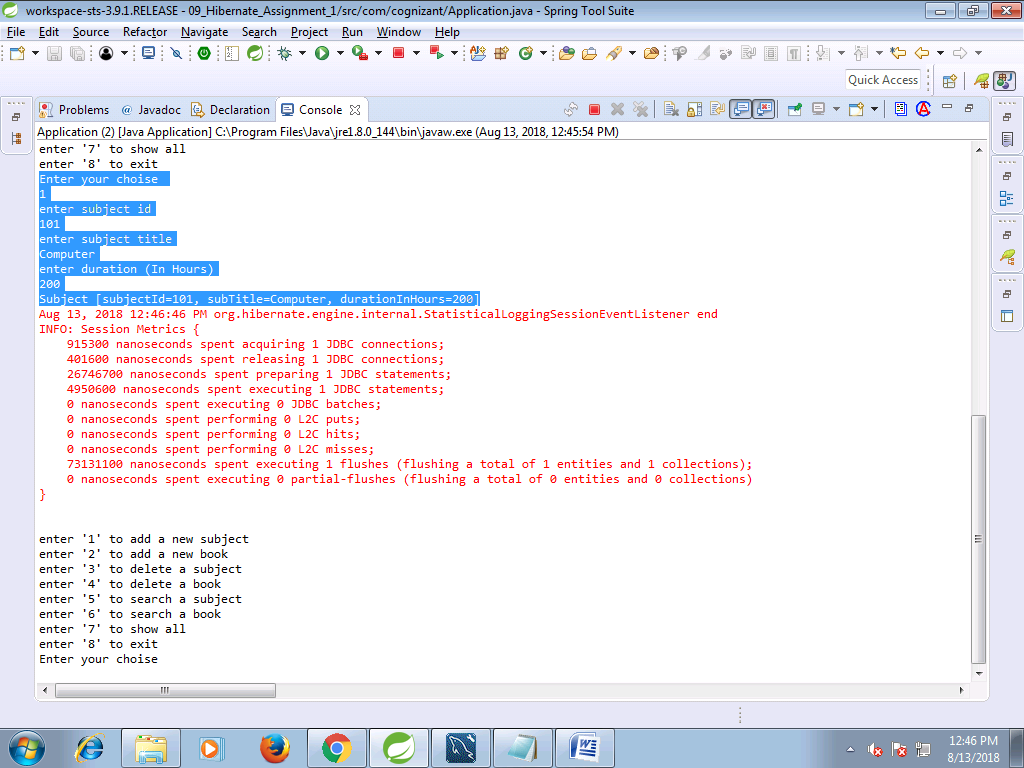 workspace-sts-3.9.1.RELEASE - 09_Hibernate_Assignment_1/src/com/cognizant/Application.java - Spring Tool Suite
File Edit Source Refactor Navigate Search Project Run Window Help
Quick Access
Problems @ Javadoc Declaration Console
Application (2) [Java Application] C:\Program Files\Java\jre1.8.0_144\bin\javaw.exe (Aug 13, 2018, 12:45:54 PM)
enter '7' to show all
enter '8' to exit
Enter your choise
1
enter subject id
101
enter subject title
Computer
enter duration (In Hours)
200
Subject [subjectId=101, subTitle=Computer, durationInHours=200]
Aug 13, 2018 12:46:46 PM org.hibernate.engine.internal.StatisticalLoggingSessionEventListener end
INFO: Session Metrics {
    915300 nanoseconds spent acquiring 1 JDBC connections;
    401600 nanoseconds spent releasing 1 JDBC connections;
    26746700 nanoseconds spent preparing 1 JDBC statements;
    4950600 nanoseconds spent executing 1 JDBC statements;
    0 nanoseconds spent executing 0 JDBC batches;
    0 nanoseconds spent performing 0 L2C puts;
    0 nanoseconds spent performing 0 L2C hits;
    0 nanoseconds spent performing 0 L2C misses;
    73131100 nanoseconds spent executing 1 flushes (flushing a total of 1 entities and 1 collections);
    0 nanoseconds spent executing 0 partial-flushes (flushing a total of 0 entities and 0 collections)
}
enter '1' to add a new subject
enter '2' to add a new book
enter '3' to delete a subject
enter '4' to delete a book
enter '5' to search a subject
enter '6' to search a book
enter '7' to show all
enter '8' to exit
Enter your choise
12:46 PM
8/13/2018